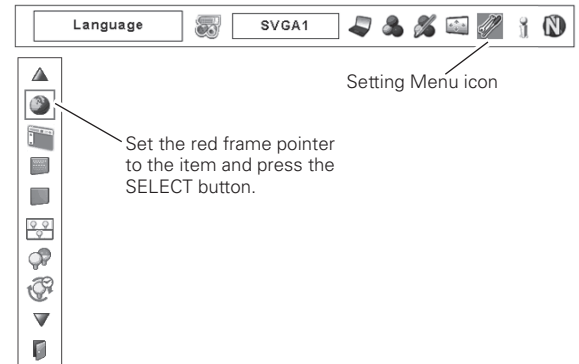 Language
SVGA1
Setting Menu icon
Set the red frame pointer
to the item and press the
SELECT button.
N